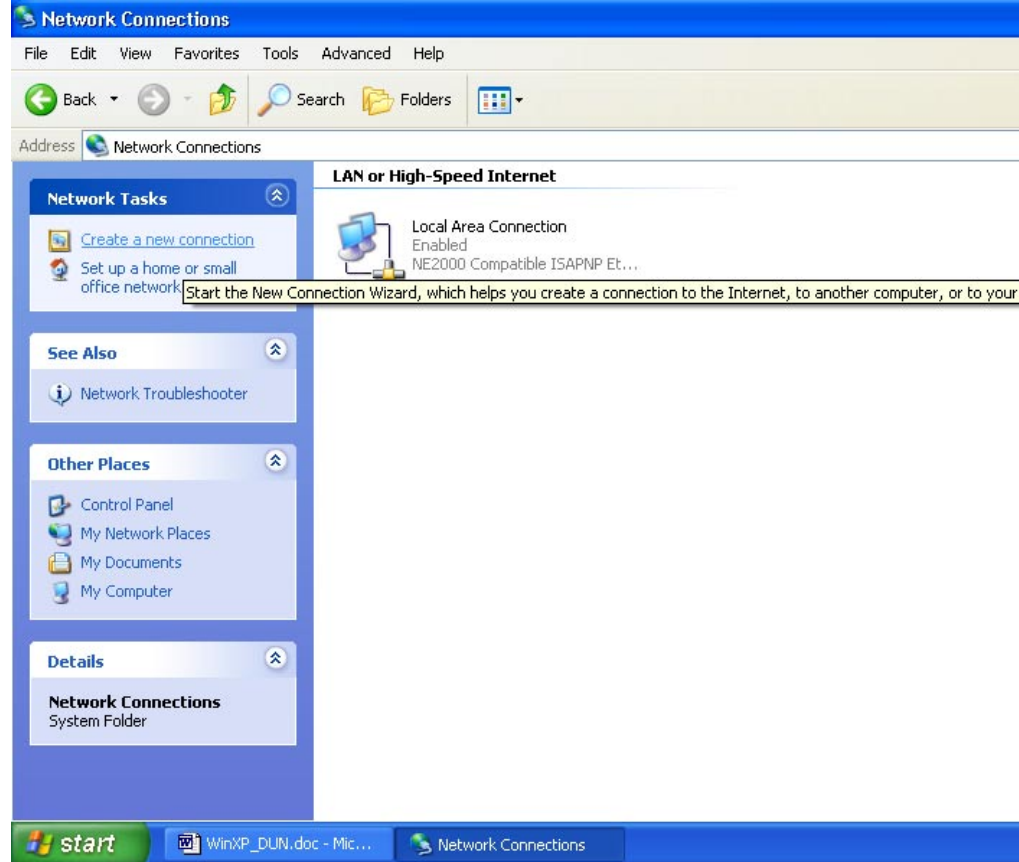 Network Connections
File Edit View Favorites Tools Advanced Help
Back Search Folders
Address Network Connections
Network Tasks
Create a new connection
Set up a home or small
office network
Start the New Connection Wizard, which helps you create a connection to the Internet, to another computer, or to your
See Also
Network Troubleshooter
Other Places
Control Panel
My Network Places
My Documents
My Computer
Details
Network Connections
System Folder
LAN or High-Speed Internet
Local Area Connection
Enabled
NE2000 Compatible ISAPNP Et...
start WinXP_DUN.doc - Mic... Network Connections